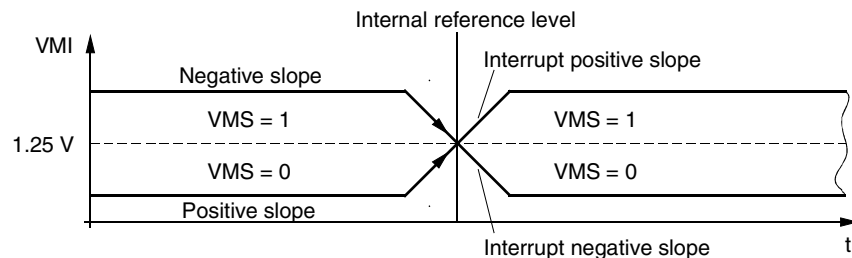 Internal reference level
VMI
Negative slope
Interrupt positive slope
VMS = 1
VMS = 1
1.25 V
VMS = 0
VMS = 0
Positive slope
Interrupt negative slope
t